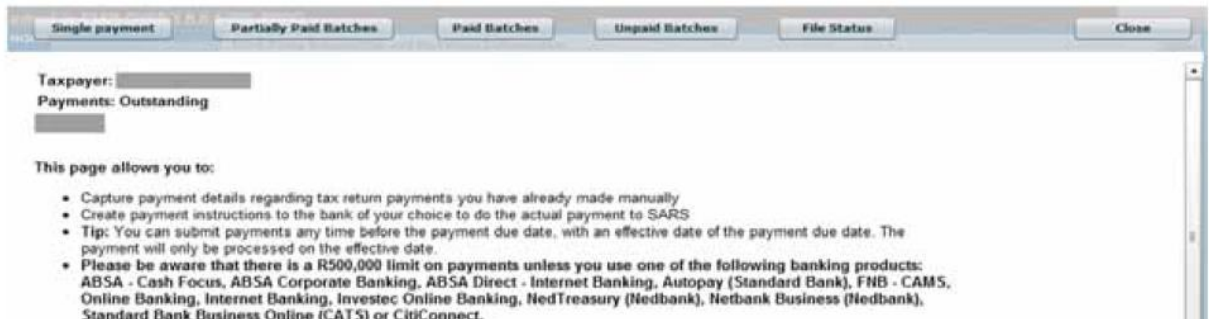 Single payment Partially Paid Batches Paid Batches Unpaid Batches File Status Close
Taxpayer:
Payments: Outstanding
This page allows you to:
• Capture payment details regarding tax return payments you have already made manually
• Create payment instructions to the bank of your choice to do the actual payment to SARS
• Tip: You can submit payments any time before the payment due date, with an effective date of the payment due date. The
payment will only be processed on the effective date.
• Please be aware that there is a R500,000 limit on payments unless you use one of the following banking products:
ABSA - Cash Focus, ABSA Corporate Banking, ABSA Direct - Internet Banking, Autopay (Standard Bank), FNB - CAMS,
Online Banking, Internet Banking, Investec Online Banking, NedTreasury (Nedbank), Netbank Business (Nedbank),
Standard Bank Business Online (CATS) or CitiConnect.